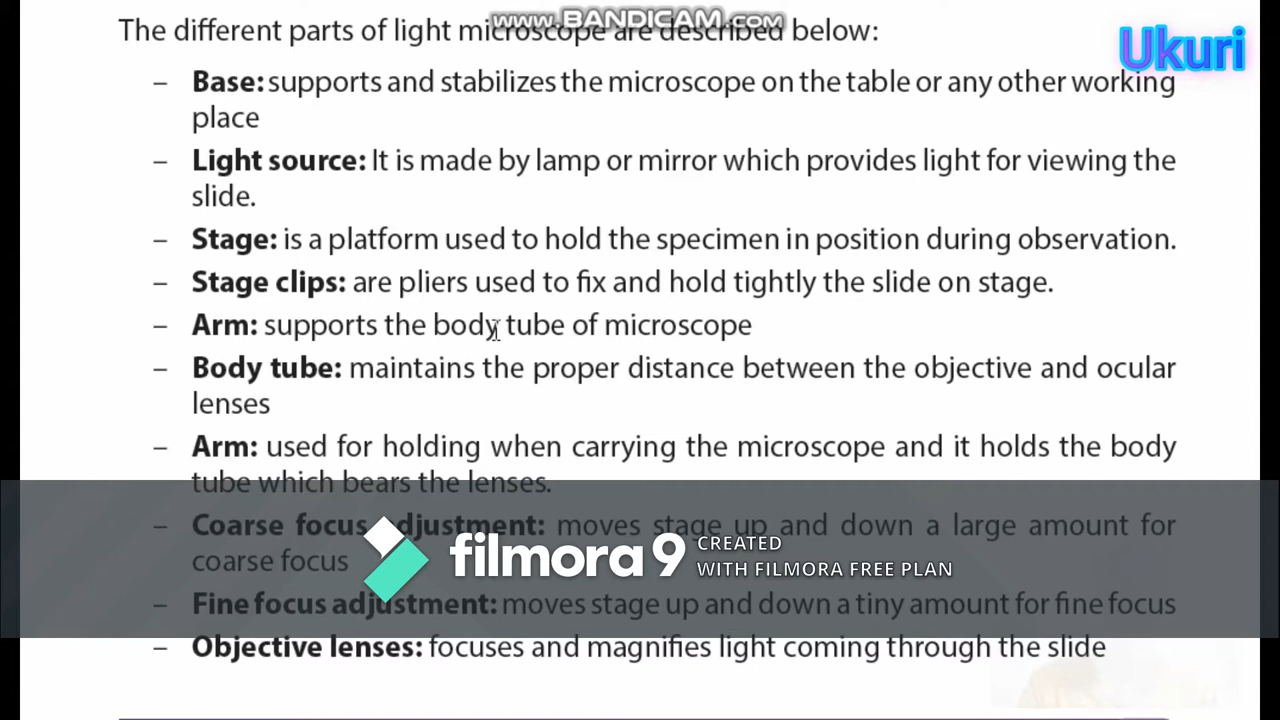 www.BANDICAM.com
The different parts of light microscope are described below:
Ukuri
– Base: supports and stabilizes the microscope on the table or any other working
place
– Light source: It is made by lamp or mirror which provides light for viewing the
slide.
– Stage: is a platform used to hold the specimen in position during observation.
– Stage clips: are pliers used to fix and hold tightly the slide on stage.
– Arm: supports the body tube of microscope
– Body tube: maintains the proper distance between the objective and ocular
lenses
– Arm: used for holding when carrying the microscope and it holds the body
tube which bears the lenses.
– Coarse focus adjustment: moves stage up and down a large amount for
coarse focus
filmora9 CREATED
WITH FILMORA FREE PLAN
– Fine focus adjustment: moves stage up and down a tiny amount for fine focus
– Objective lenses: focuses and magnifies light coming through the slide